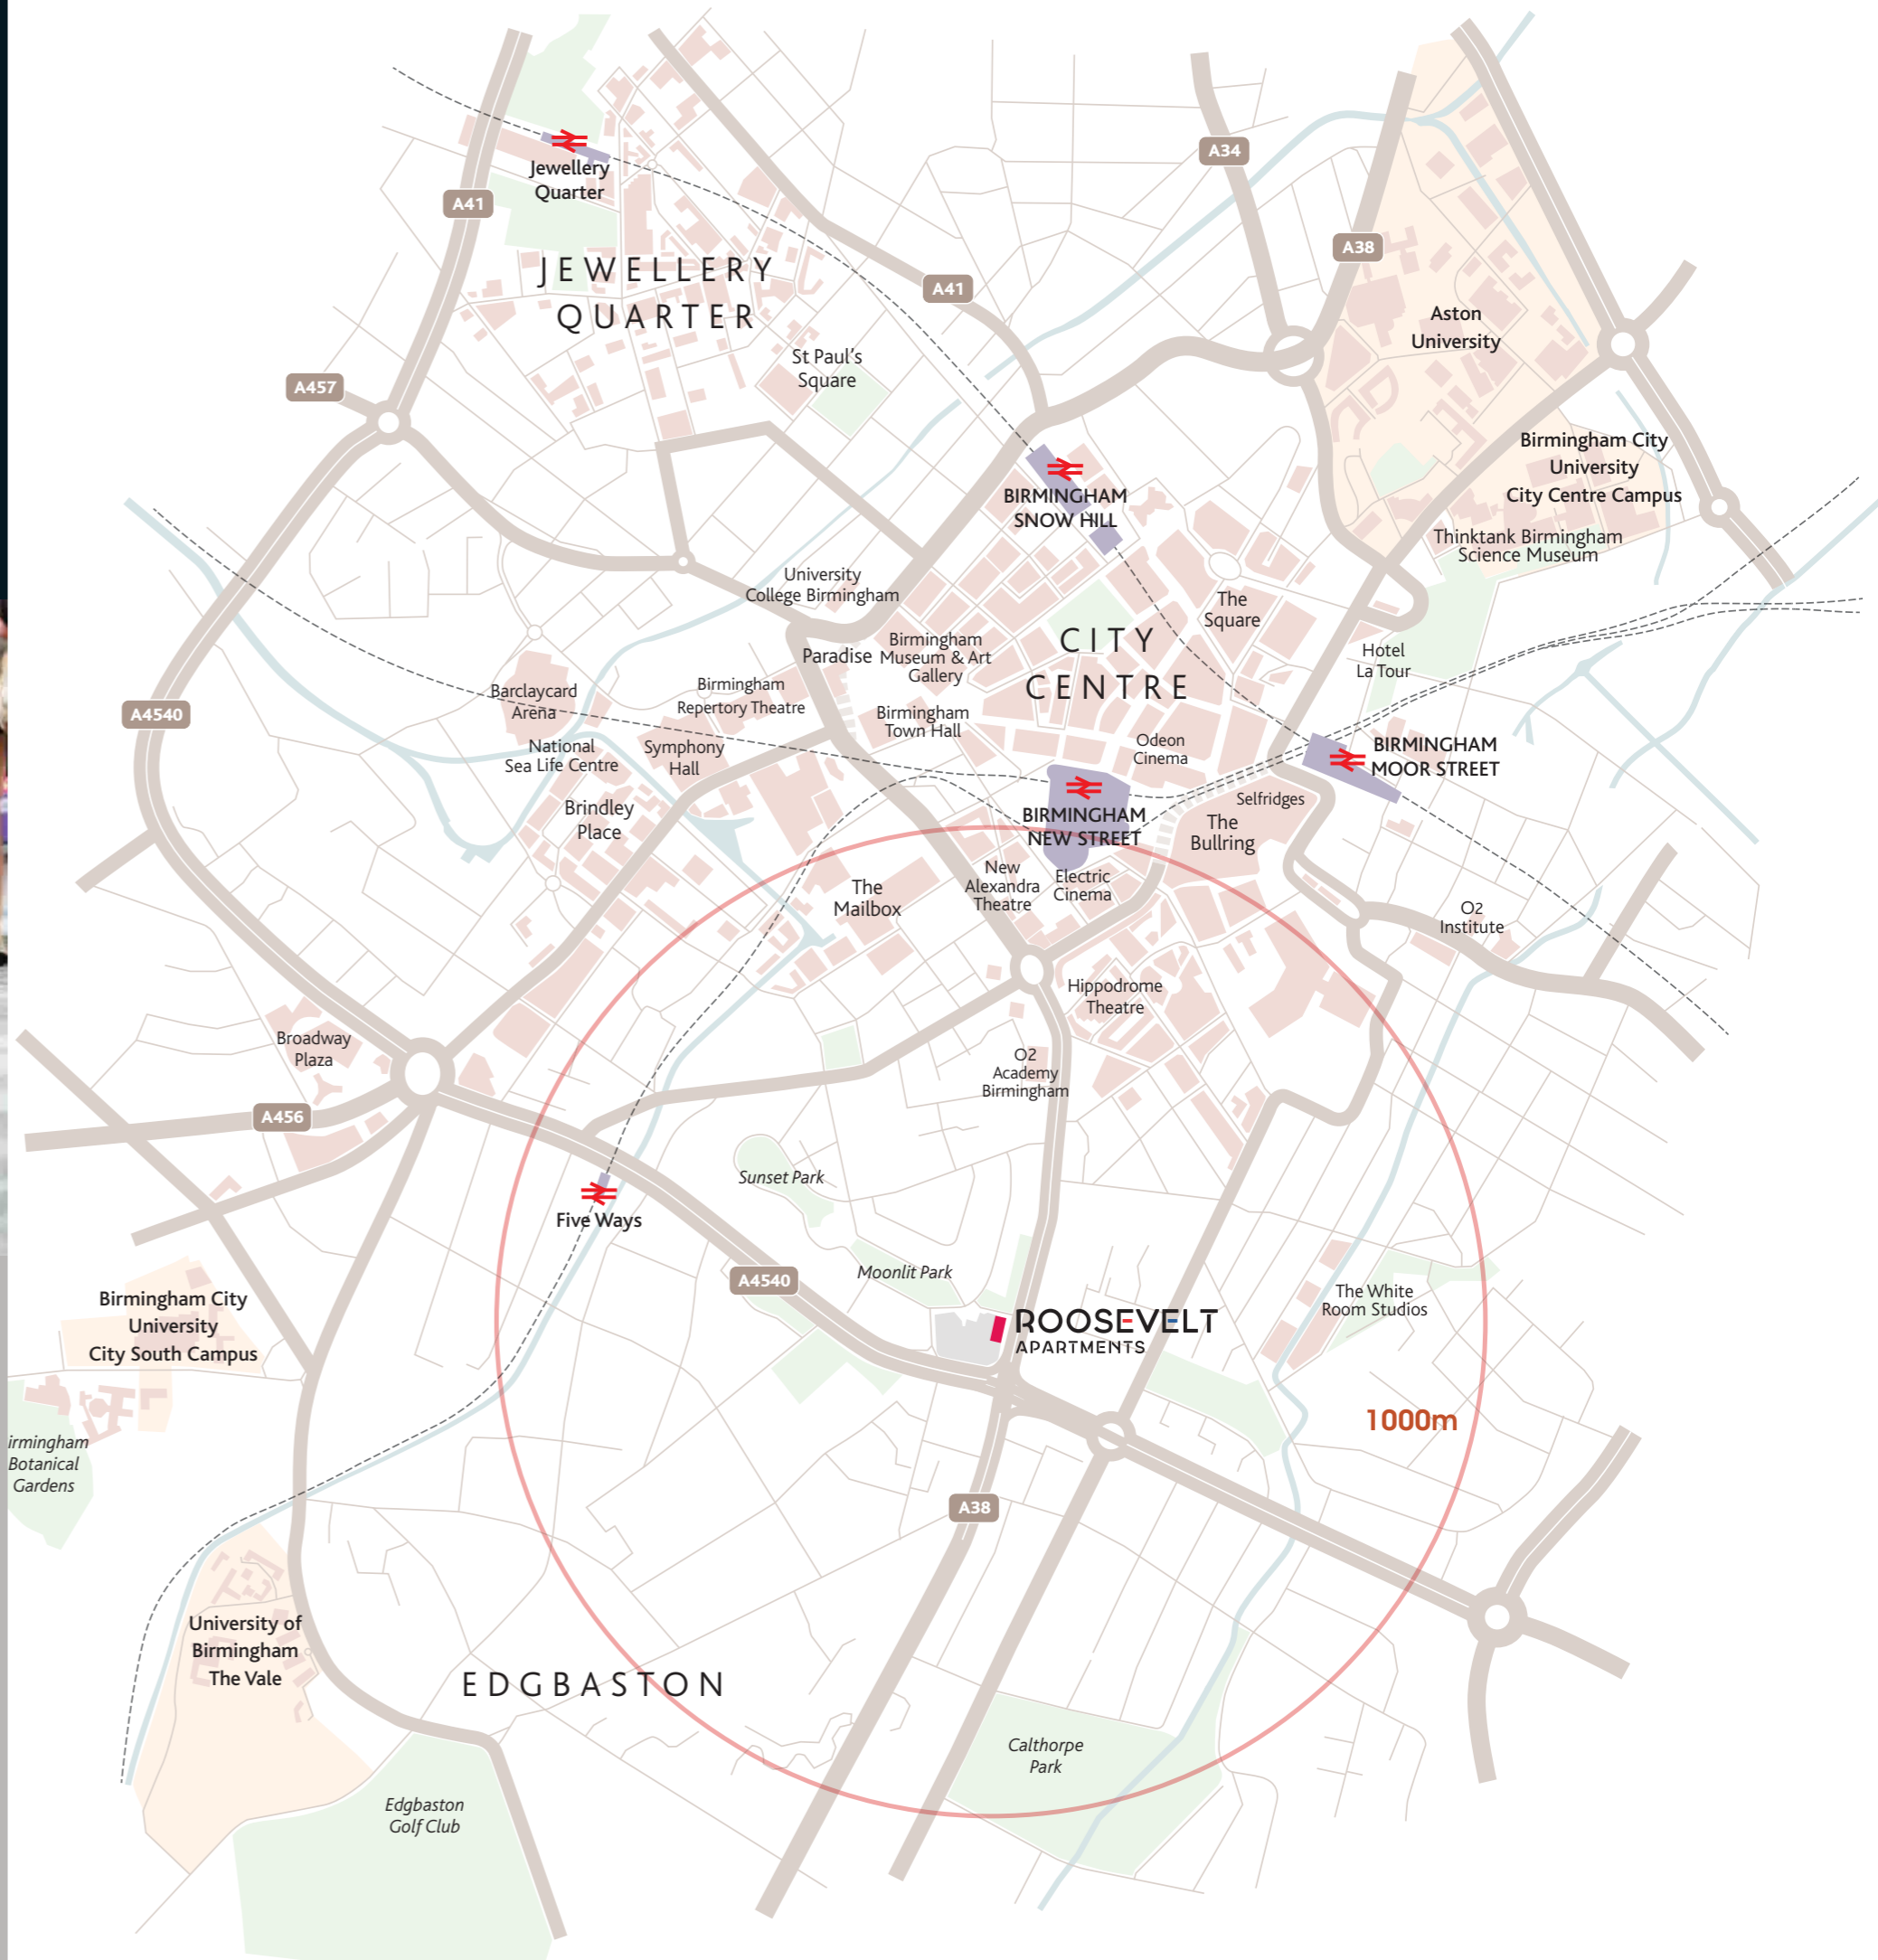 A34
Jewellery
Quarter
A41
A38
JEWELLERY
QUARTER
A41
Aston
University
St Paul's
Square
A457
Birmingham City
University
City Centre Campus
BIRMINGHAM
SNOW HILL
Thinktank Birmingham
Science Museum
University
College Birmingham
The
Square
Birmingham
Museum & Art
Gallery
Paradise
CITY
CENTRE
Hotel
La Tour
Barclaycard
Arena
Birmingham
Repertory Theatre
A4540
Birmingham
Town Hall
National
Sea Life Centre
Symphony
Hall
Odeon
Cinema
BIRMINGHAM
MOOR STREET
Brindley
Place
BIRMINGHAM
NEW STREET
Selfridges
The
Bullring
The
Mailbox
New
Alexandra
Theatre
Electric
Cinema
O2
Institute
Hippodrome
Theatre
Broadway
Plaza
O2
Academy
Birmingham
A456
Sunset Park
Five Ways
Moonlit Park
A4540
Birmingham City
University
City South Campus
The White
Room Studios
ROOSEVELT
APARTMENTS
1000m
irmingham
Botanical
Gardens
A38
University of
Birmingham
The Vale
EDGBASTON
Calthorpe
Park
Edgbaston
Golf Club